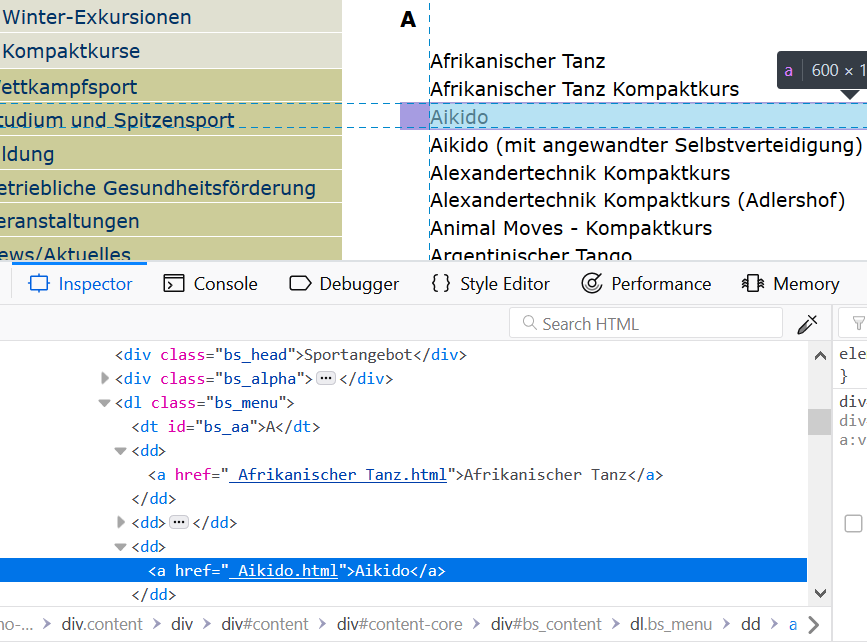 Winter-Exkursionen
Kompaktkurse
ettkampfsport
tudium und Spitzensport
ldung
etriebliche Gesundheitsförderung
eranstaltungen
ews/Aktuelles
A
Afrikanischer Tanz
Afrikanischer Tanz Kompaktkurs
Aikido
Aikido (mit angewandter Selbstverteidigung)
Alexandertechnik Kompaktkurs
Alexandertechnik Kompaktkurs (Adlershof)
Animal Moves - Kompaktkurs
Argentinischer Tango
a 600 × 1
Inspector Console Debugger {} Style Editor Performance Memory
Search HTML
<div class="bs_head">Sportangebot</div>
<div class="bs_alpha">···</div>
<dl class="bs_menu">
<dt id="bs_aa">A</dt>
<dd>
<a href="_Afrikanischer_Tanz.html">Afrikanischer Tanz</a>
</dd>
<dd>···</dd>
<dd>
<a href="_Aikido.html">Aikido</a>
</dd>
ele
}
div
div
a:v
no-... > div.content > div > div#content > div#content-core > div#bs_content > dl.bs_menu > dd > a